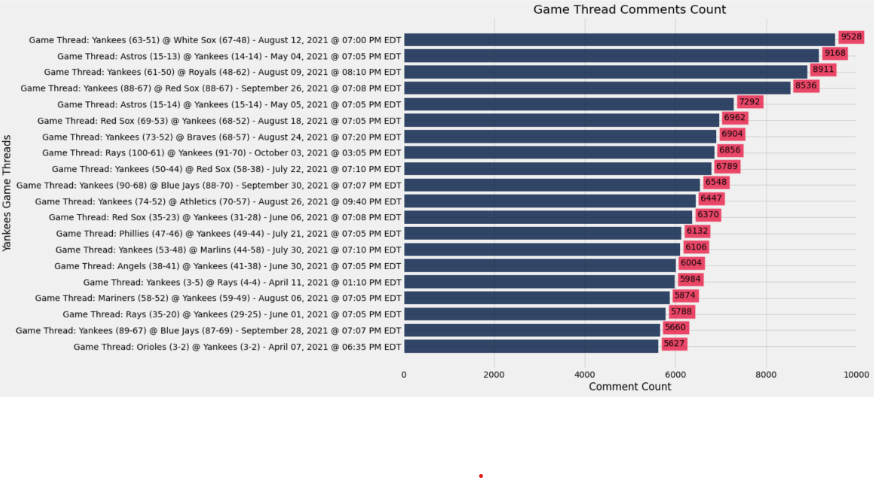 Game Thread Comments Count
Yankees Game Threads
Game Thread: Yankees (63-51) @ White Sox (67-48) - August 12, 2021 @ 07:00 PM EDT 9528
Game Thread: Astros (15-13) @ Yankees (14-14) - May 04, 2021 @ 07:05 PM EDT 9168
Game Thread: Yankees (61-50) @ Royals (48-62) - August 09, 2021 @ 08:10 PM EDT 8911
Game Thread: Yankees (88-67) @ Red Sox (88-67) - September 26, 2021 @ 07:08 PM EDT 8536
Game Thread: Astros (15-14) @ Yankees (15-14) - May 05, 2021 @ 07:05 PM EDT 7292
Game Thread: Red Sox (69-53) @ Yankees (68-52) - August 18, 2021 @ 07:05 PM EDT 6962
Game Thread: Yankees (73-52) @ Braves (68-57) - August 24, 2021 @ 07:20 PM EDT 6904
Game Thread: Rays (100-61) @ Yankees (91-70) - October 03, 2021 @ 03:05 PM EDT 6856
Game Thread: Yankees (50-44) @ Red Sox (58-38) - July 22, 2021 @ 07:10 PM EDT 6789
Game Thread: Yankees (90-68) @ Blue Jays (88-70) - September 30, 2021 @ 07:07 PM EDT 6548
Game Thread: Yankees (74-52) @ Athletics (70-57) - August 26, 2021 @ 09:40 PM EDT 6447
Game Thread: Red Sox (35-23) @ Yankees (31-28) - June 06, 2021 @ 07:08 PM EDT 6370
Game Thread: Phillies (47-46) @ Yankees (49-44) - July 21, 2021 @ 07:05 PM EDT 6132
Game Thread: Yankees (53-48) @ Marlins (44-58) - July 30, 2021 @ 07:10 PM EDT 6106
Game Thread: Angels (38-41) @ Yankees (41-38) - June 30, 2021 @ 07:05 PM EDT 6004
Game Thread: Yankees (3-5) @ Rays (4-4) - April 11, 2021 @ 01:10 PM EDT 5984
Game Thread: Mariners (58-52) @ Yankees (59-49) - August 06, 2021 @ 07:05 PM EDT 5874
Game Thread: Rays (35-20) @ Yankees (29-25) - June 01, 2021 @ 07:05 PM EDT 5788
Game Thread: Yankees (89-67) @ Blue Jays (87-69) - September 28, 2021 @ 07:07 PM EDT 5660
Game Thread: Orioles (3-2) @ Yankees (3-2) - April 07, 2021 @ 06:35 PM EDT 5627
0 2000 4000 6000 8000 10000
Comment Count